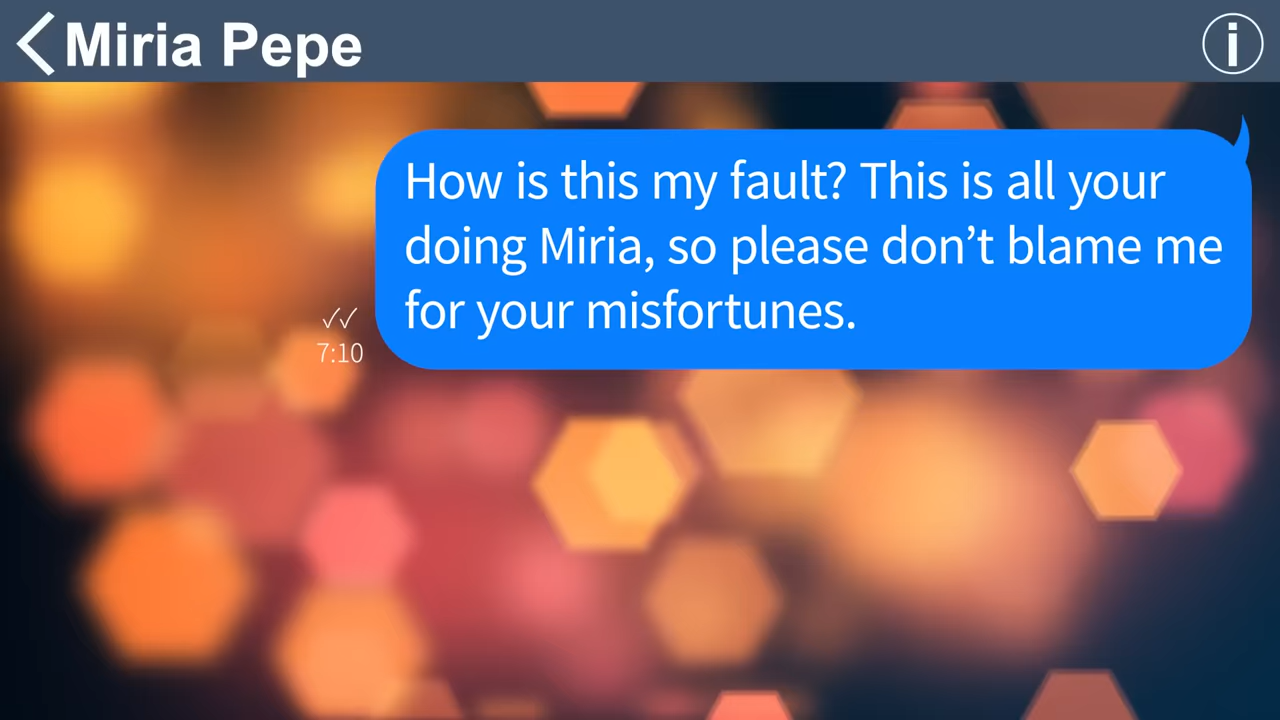 Miria Pepe
How is this my fault? This is all your
doing Miria, so please don’t blame me
for your misfortunes.
✓✓
7:10